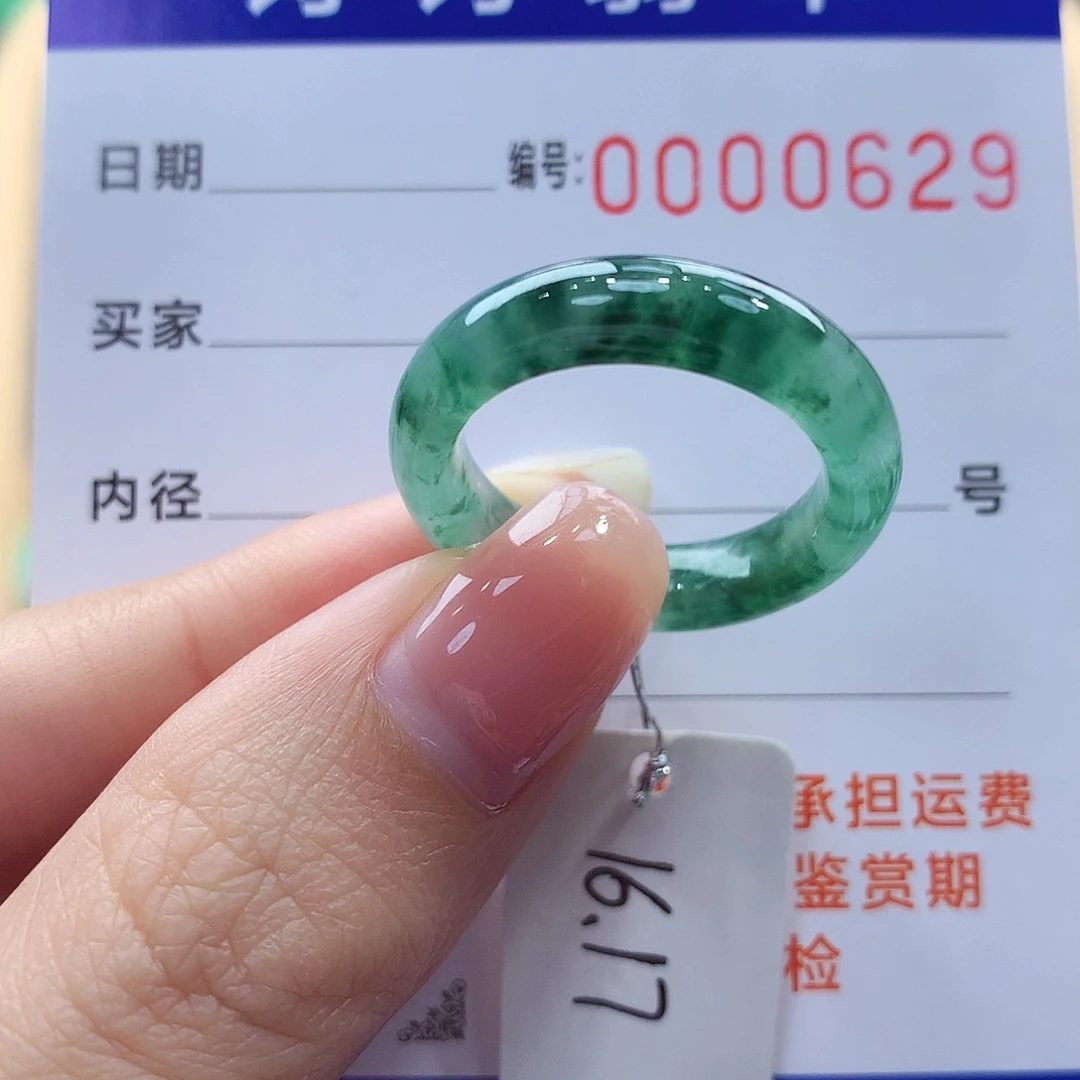 日期 编号:0000629
买家
内径 号
承担运费
鉴赏期
检
16.17